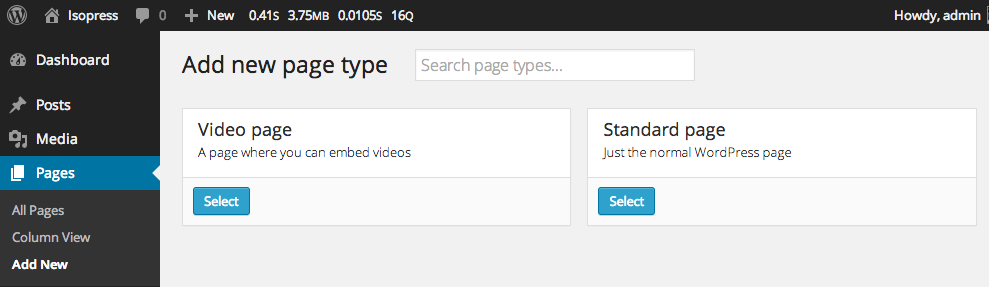 Isopress 0 New 0.41S 3.75MB 0.0105S 16Q Howdy, admin
Dashboard
Add new page type Search page types...
Posts
Media
Pages
All Pages
Column View
Add New
Video page
A page where you can embed videos
Select
Standard page
Just the normal WordPress page
Select